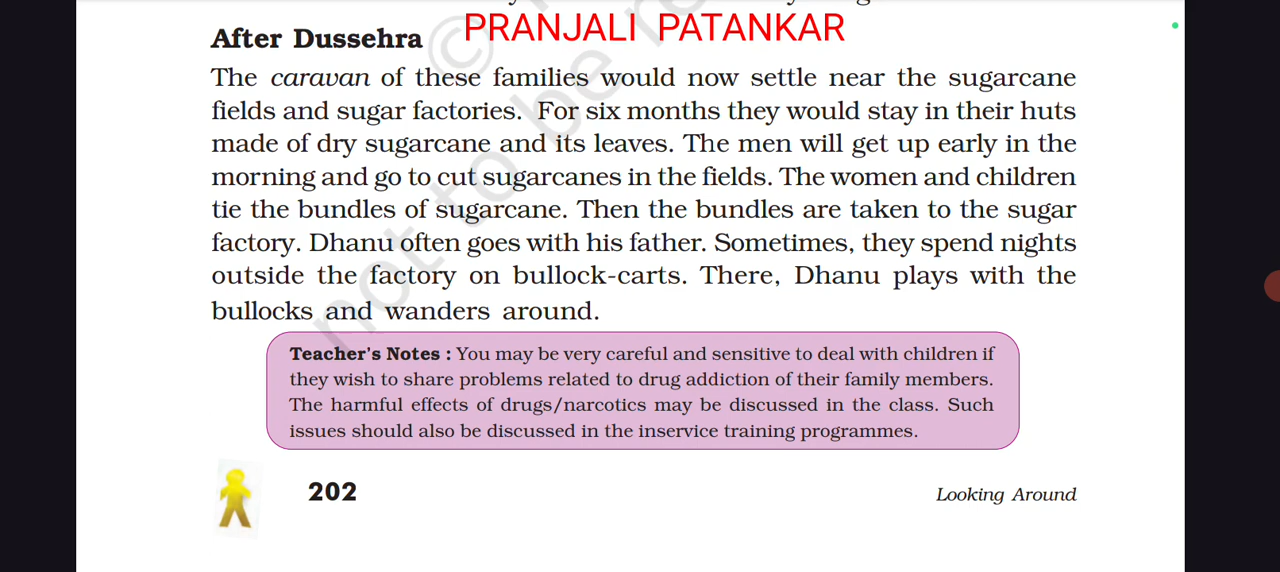 PRANJALI PATANKAR
After Dussehra
The caravan of these families would now settle near the sugarcane
fields and sugar factories. For six months they would stay in their huts
made of dry sugarcane and its leaves. The men will get up early in the
morning and go to cut sugarcanes in the fields. The women and children
tie the bundles of sugarcane. Then the bundles are taken to the sugar
factory. Dhanu often goes with his father. Sometimes, they spend nights
outside the factory on bullock-carts. There, Dhanu plays with the
bullocks and wanders around.
Teacher's Notes : You may be very careful and sensitive to deal with children if
they wish to share problems related to drug addiction of their family members.
The harmful effects of drugs/narcotics may be discussed in the class. Such
issues should also be discussed in the inservice training programmes.
202
Looking Around
not to be re